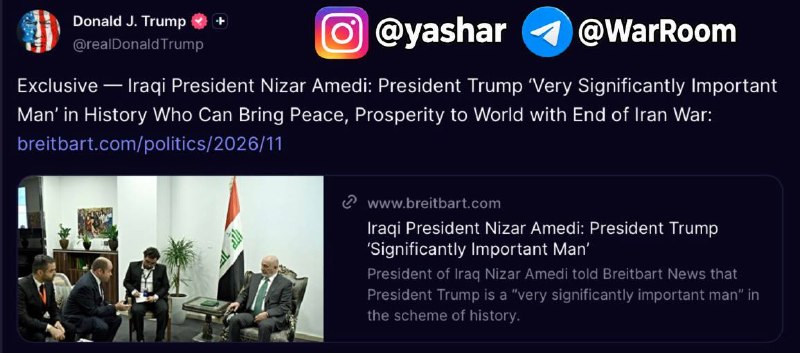 Donald J. Trump
@realDonaldTrump
@yashar
@WarRoom
Exclusive — Iraqi President Nizar Amedi: President Trump ‘Very Significantly Important
Man’ in History Who Can Bring Peace, Prosperity to World with End of Iran War:
breitbart.com/politics/2026/11
www.breitbart.com
Iraqi President Nizar Amedi: President Trump
‘Significantly Important Man’
President of Iraq Nizar Amedi told Breitbart News that
President Trump is a “very significantly important man” in
the scheme of history.